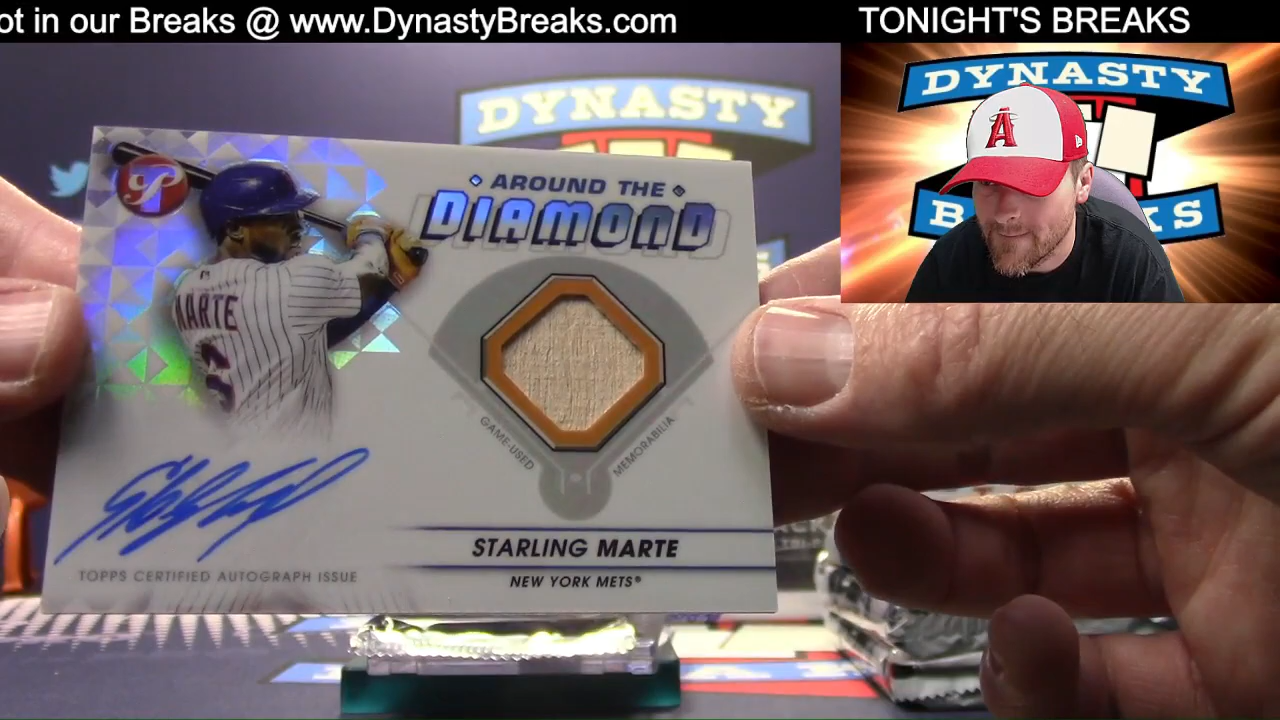 ot in our Breaks @ www.DynastyBreaks.com
TONIGHT'S BREAKS
DYNASTY
DYNASTY
AROUND THE
DIAMOND
MARTE
6
GAME-USED
MEMORABILIA
TOPPS CERTIFIED AUTOGRAPH ISSUE
STARLING MARTE
NEW YORK METS®